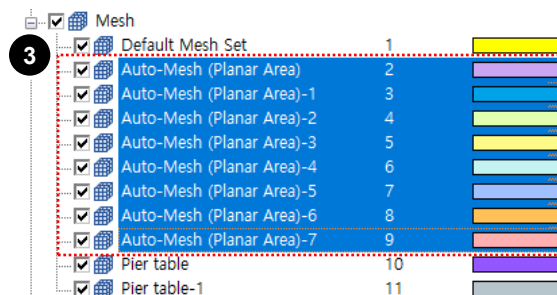 Mesh
3
Default Mesh Set 1
Auto-Mesh (Planar Area) 2
Auto-Mesh (Planar Area)-1 3
Auto-Mesh (Planar Area)-2 4
Auto-Mesh (Planar Area)-3 5
Auto-Mesh (Planar Area)-4 6
Auto-Mesh (Planar Area)-5 7
Auto-Mesh (Planar Area)-6 8
Auto-Mesh (Planar Area)-7 9
Pier table 10
Pier table-1 11